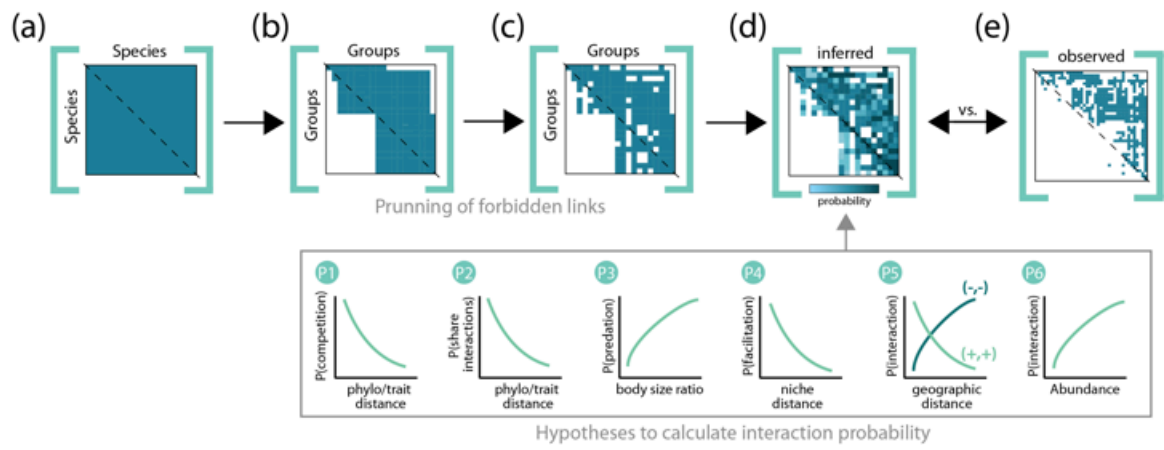 (a)
(b)
(c)
(d)
(e)
Species
Groups
Groups
inferred
observed
Species
Groups
Groups
vs.
probability
Prunning of forbidden links
P1
P2
P3
P4
P5
P6
P(competition)
phylo/trait
distance
P(share
interactions)
phylo/trait
distance
P(predation)
body size ratio
P(facilitation)
niche
distance
P(interaction)
(-,-)
(+,+)
geographic
distance
P(interaction)
Abundance
Hypotheses to calculate interaction probability